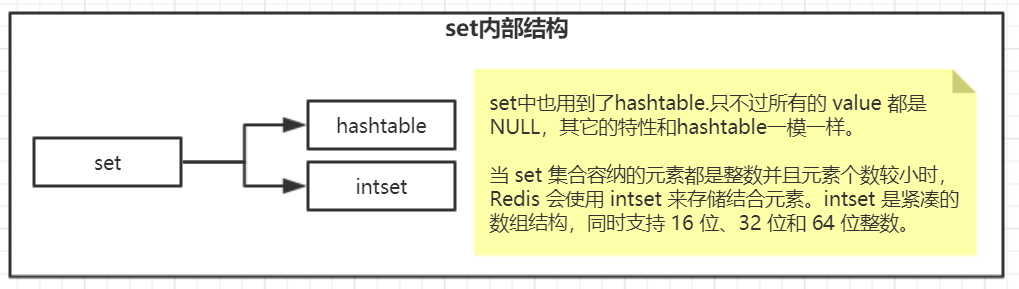 set内部结构
set
hashtable
intset
set中也用到了hashtable.只不过所有的 value 都是
NULL，其它的特性和hashtable一模一样。
当 set 集合容纳的元素都是整数并且元素个数较小时，
Redis 会使用 intset 来存储结合元素。intset 是紧凑的
数组结构，同时支持 16 位、32 位和 64 位整数。